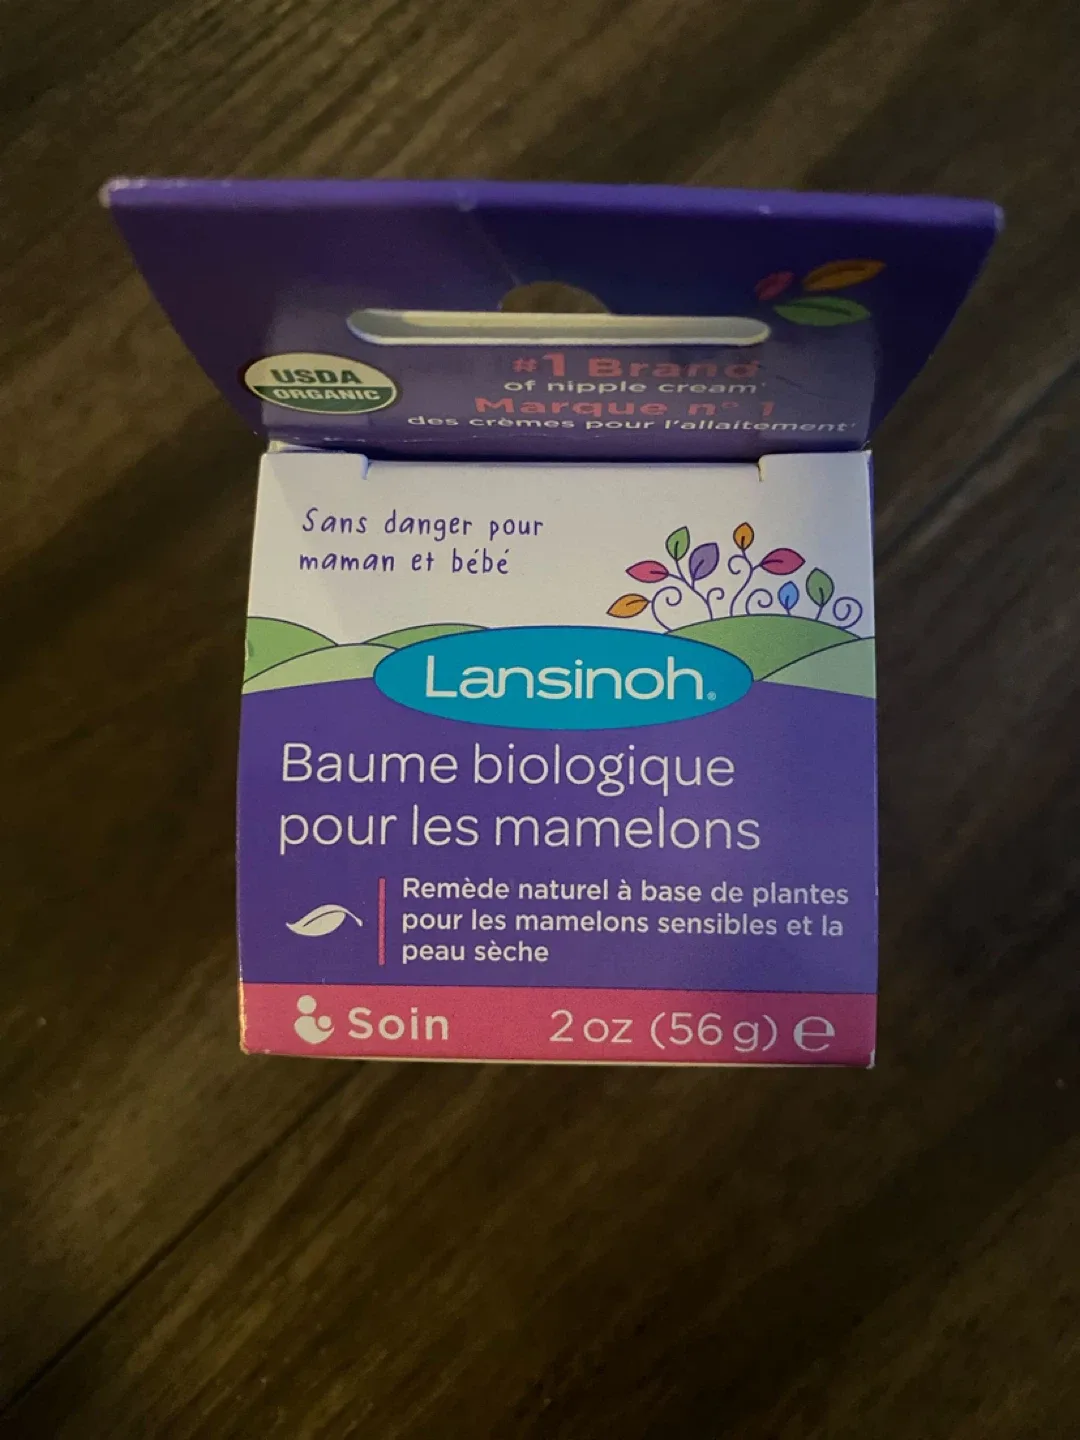 USDA
ORGANIC
#1 Brand
of nipple cream*
Marque n° 1
des crèmes pour l'allaitement*
Sans danger pour
maman et bébé
Lansinoh®
Baume biologique
pour les mamelons
Remède naturel à base de plantes
pour les mamelons sensibles et la
peau sèche
Soin
2 oz (56 g) ℮